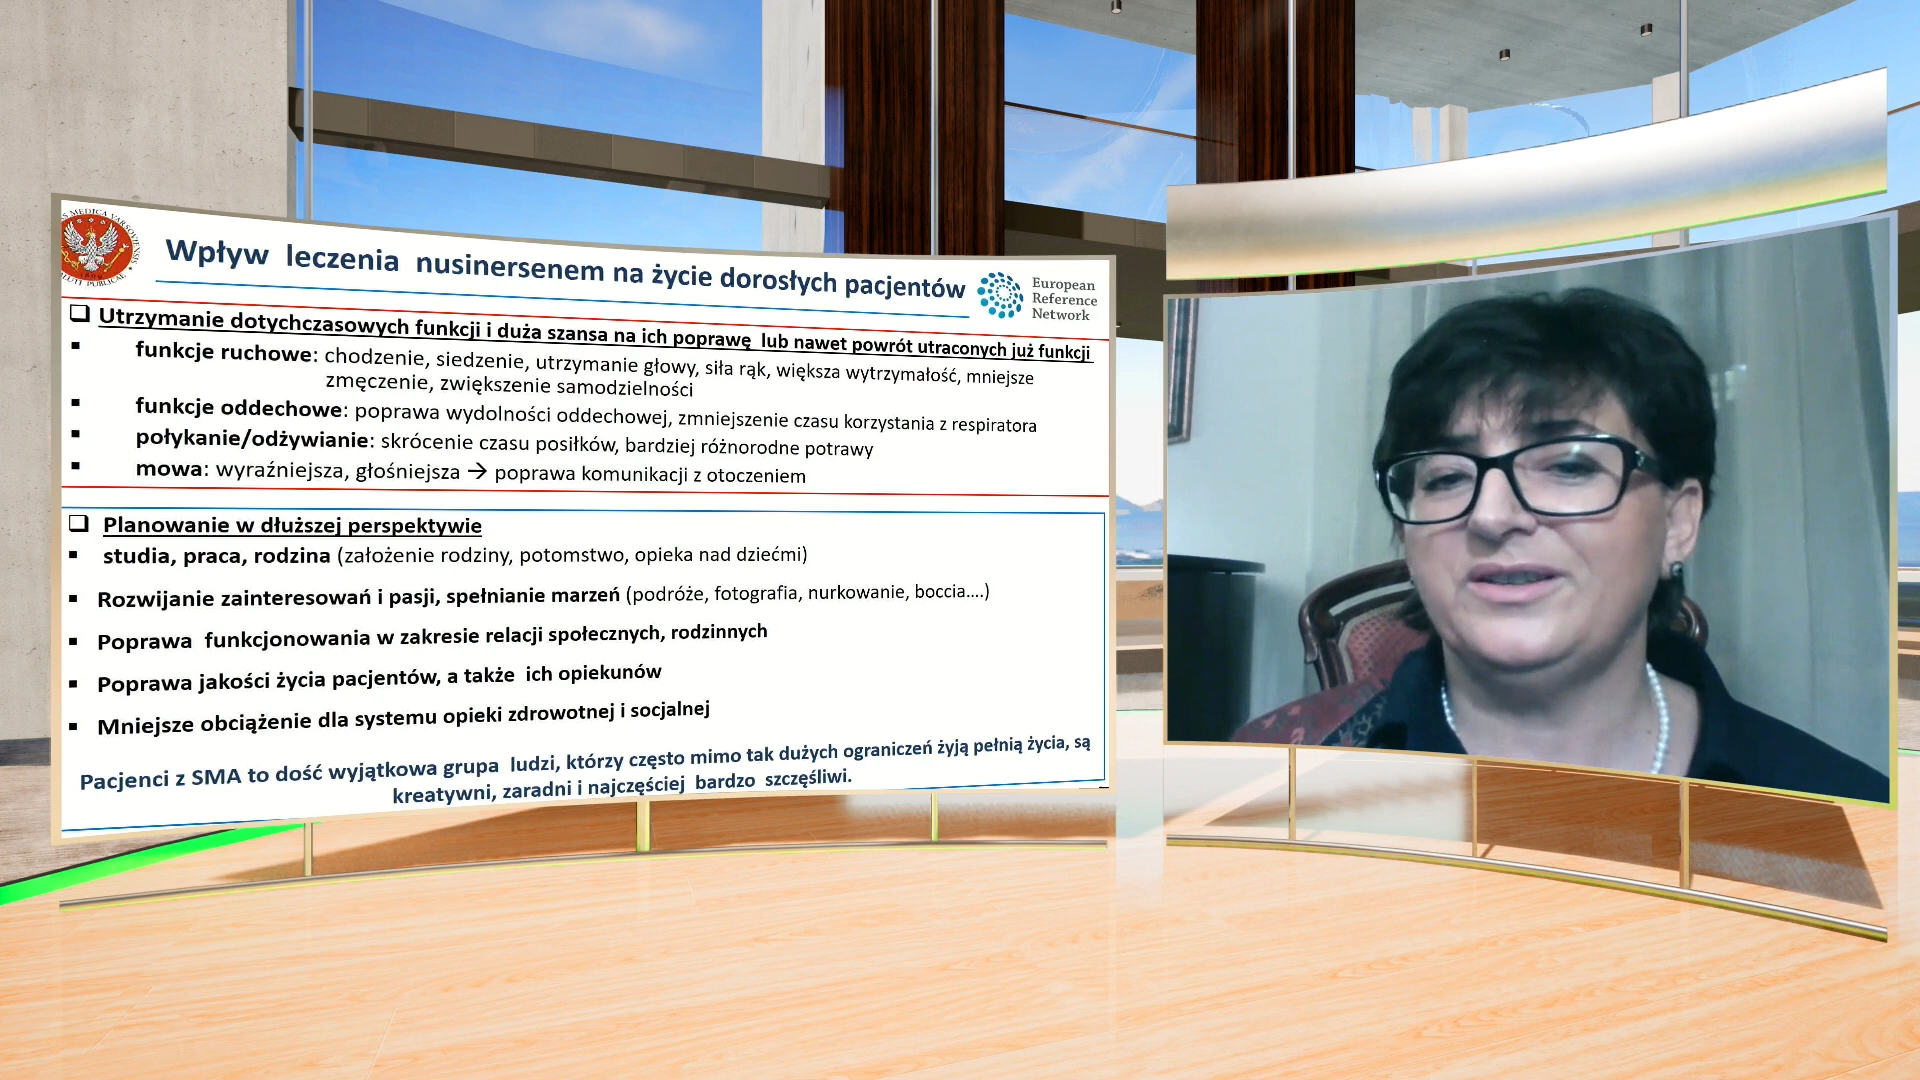 MEDICA VARSOVIENSIS
Wpływ leczenia nusinersenem na życie dorosłych pacjentów
European
Reference
Network
Utrzymanie dotychczasowych funkcji i duża szansa na ich poprawę lub nawet powrót utraconych już funkcji
funkcje ruchowe: chodzenie, siedzenie, utrzymanie głowy, siła rąk, większa wytrzymałość, mniejsze
zmęczenie, zwiększenie samodzielności
funkcje oddechowe: poprawa wydolności oddechowej, zmniejszenie czasu korzystania z respiratora
połykanie/odżywianie: skrócenie czasu posiłków, bardziej różnorodne potrawy
mowa: wyraźniejsza, głośniejsza → poprawa komunikacji z otoczeniem
Planowanie w dłuższej perspektywie
studia, praca, rodzina (założenie rodziny, potomstwo, opieka nad dziećmi)
Rozwijanie zainteresowań i pasji, spełnianie marzeń (podróże, fotografia, nurkowanie, boccia....)
Poprawa funkcjonowania w zakresie relacji społecznych, rodzinnych
Poprawa jakości życia pacjentów, a także ich opiekunów
Mniejsze obciążenie dla systemu opieki zdrowotnej i socjalnej
Pacjenci z SMA to dość wyjątkowa grupa ludzi, którzy często mimo tak dużych ograniczeń żyją pełnią życia, są
kreatywni, zaradni i najczęściej bardzo szczęśliwi.